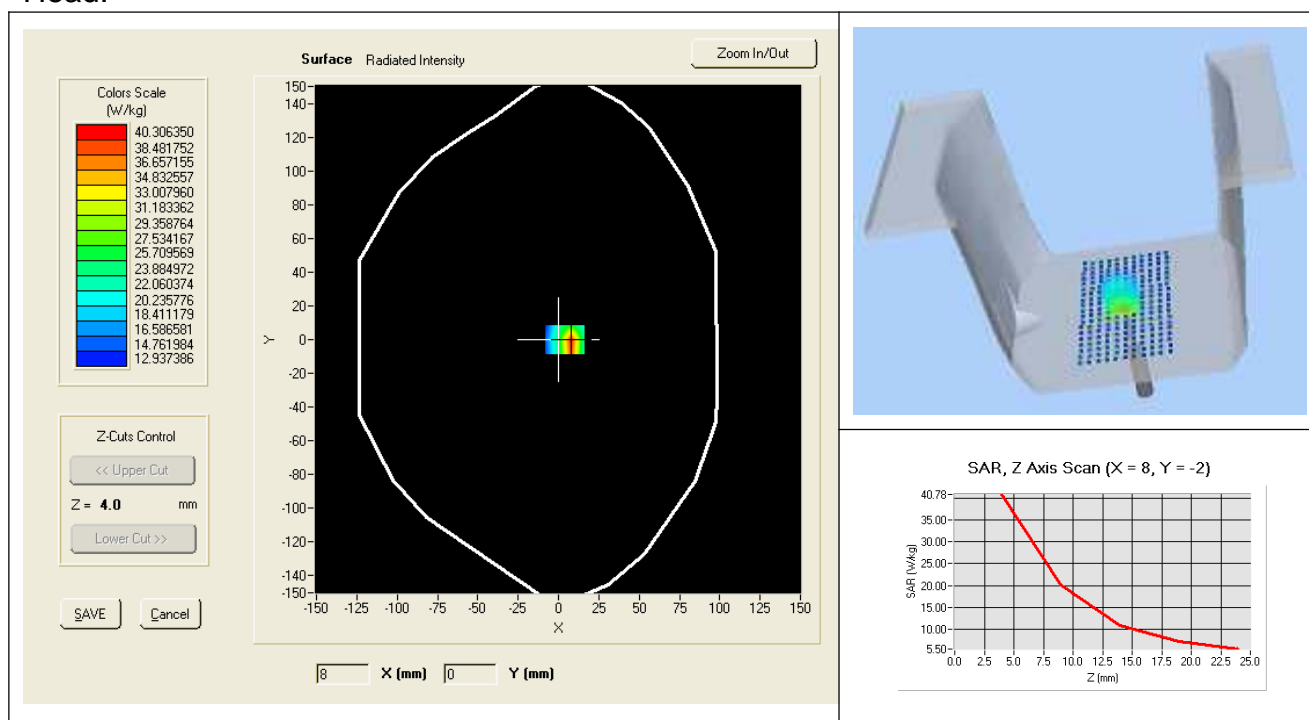 Head:
Surface Radiated Intensity
Zoom In/Out
Colors Scale
(W/kg)
40.306350
38.481752
36.657155
34.832557
33.007960
31.183362
29.358764
27.534167
25.709569
23.884972
22.060374
20.235776
18.411179
16.586581
14.761984
12.937386
Z-Cuts Control
<< Upper Cut
Z = 4.0 mm
Lower Cut >>
SAVE Cancel
150
140
120
100
80
60
40
20
0
-20
-40
-60
-80
-100
-120
-140
-150
Y
-150 -125 -100 -75 -50 -25 0 25 50 75 100 125 150
X
8 X (mm) 0 Y (mm)
SAR, Z Axis Scan (X = 8, Y = -2)
SAR (W/kg)
40.78
35.00
30.00
25.00
20.00
15.00
10.00
5.50
0.0 2.5 5.0 7.5 10.0 12.5 15.0 17.5 20.0 22.5 25.0
Z (mm)